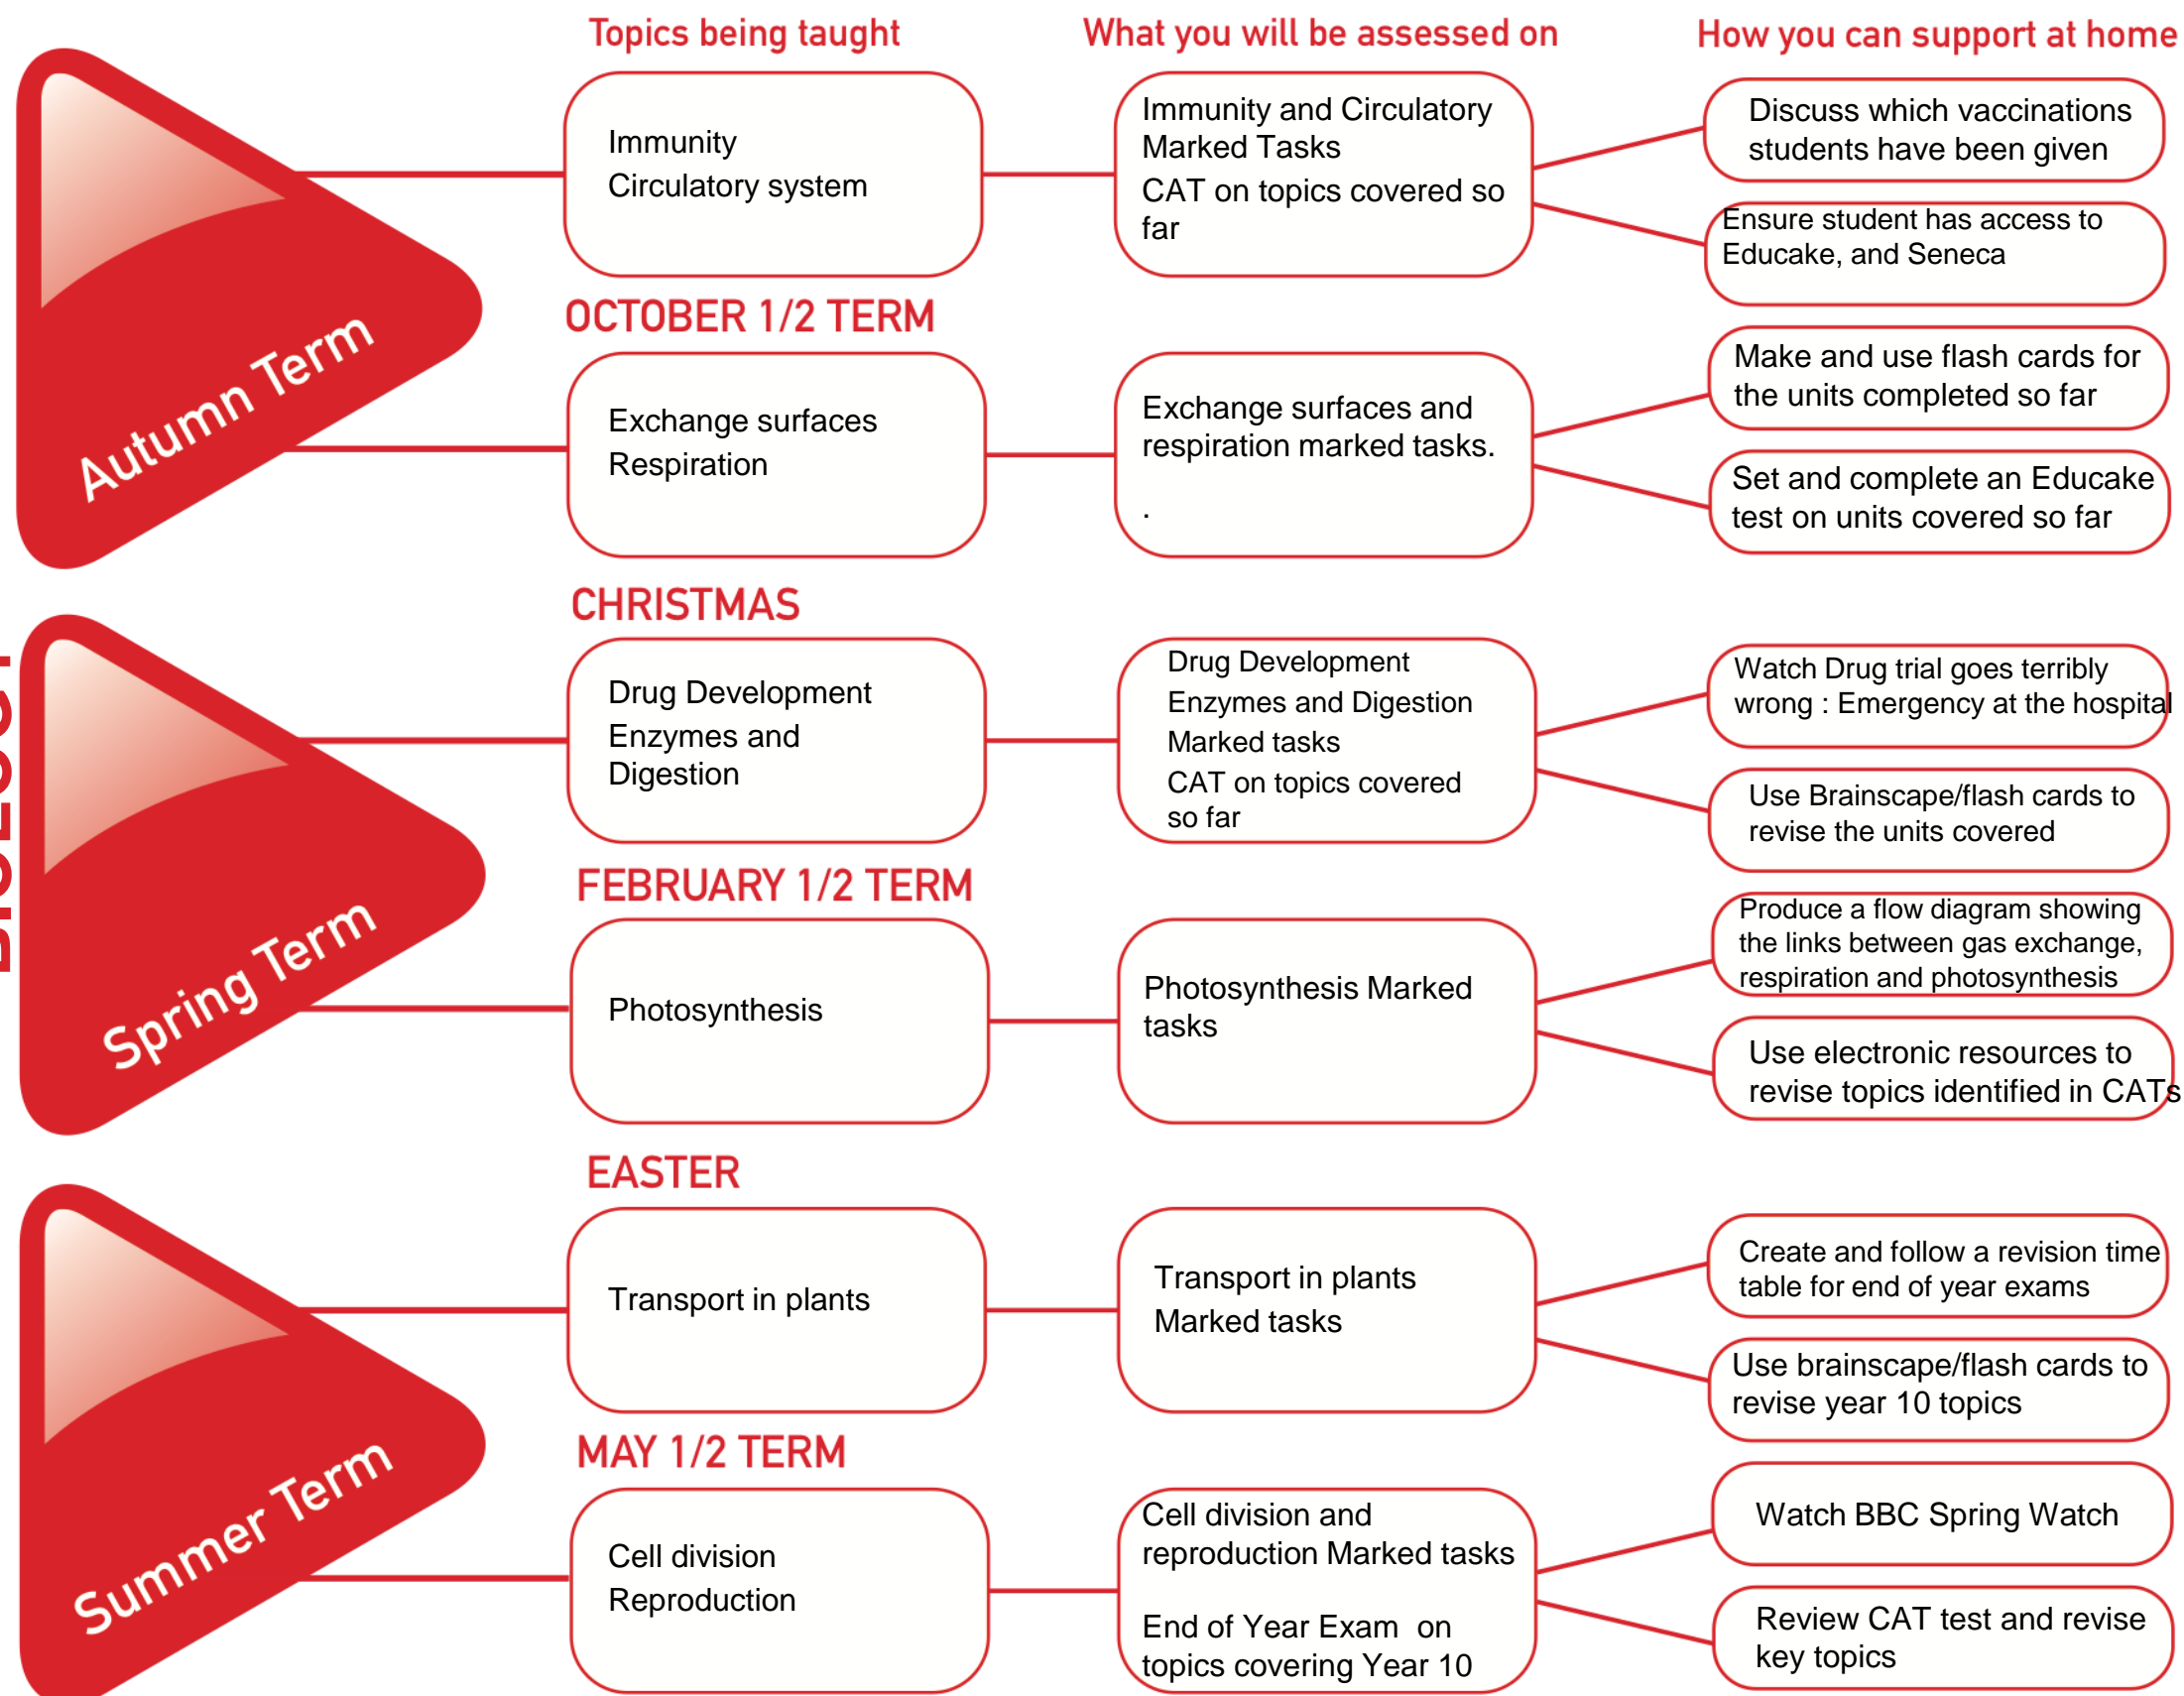 Topics being taught
What you will be assessed on
How you can support at home
BIOLOGY
Autumn Term
Immunity
Circulatory system
Immunity and Circulatory
Marked Tasks
CAT on topics covered so
far
Discuss which vaccinations
students have been given
Ensure student has access to
Educake, and Seneca
OCTOBER 1/2 TERM
Exchange surfaces
Respiration
Exchange surfaces and
respiration marked tasks.
.
Make and use flash cards for
the units completed so far
Set and complete an Educake
test on units covered so far
CHRISTMAS
Spring Term
Drug Development
Enzymes and
Digestion
Drug Development
Enzymes and Digestion
Marked tasks
CAT on topics covered
so far
Watch Drug trial goes terribly
wrong : Emergency at the hospital
Use Brainscape/flash cards to
revise the units covered
FEBRUARY 1/2 TERM
Photosynthesis
Photosynthesis Marked
tasks
Produce a flow diagram showing
the links between gas exchange,
respiration and photosynthesis
Use electronic resources to
revise topics identified in CATs
EASTER
Summer Term
Transport in plants
Transport in plants
Marked tasks
Create and follow a revision time
table for end of year exams
Use brainscape/flash cards to
revise year 10 topics
MAY 1/2 TERM
Cell division
Reproduction
Cell division and
reproduction Marked tasks
End of Year Exam on
topics covering Year 10
Watch BBC Spring Watch
Review CAT test and revise
key topics